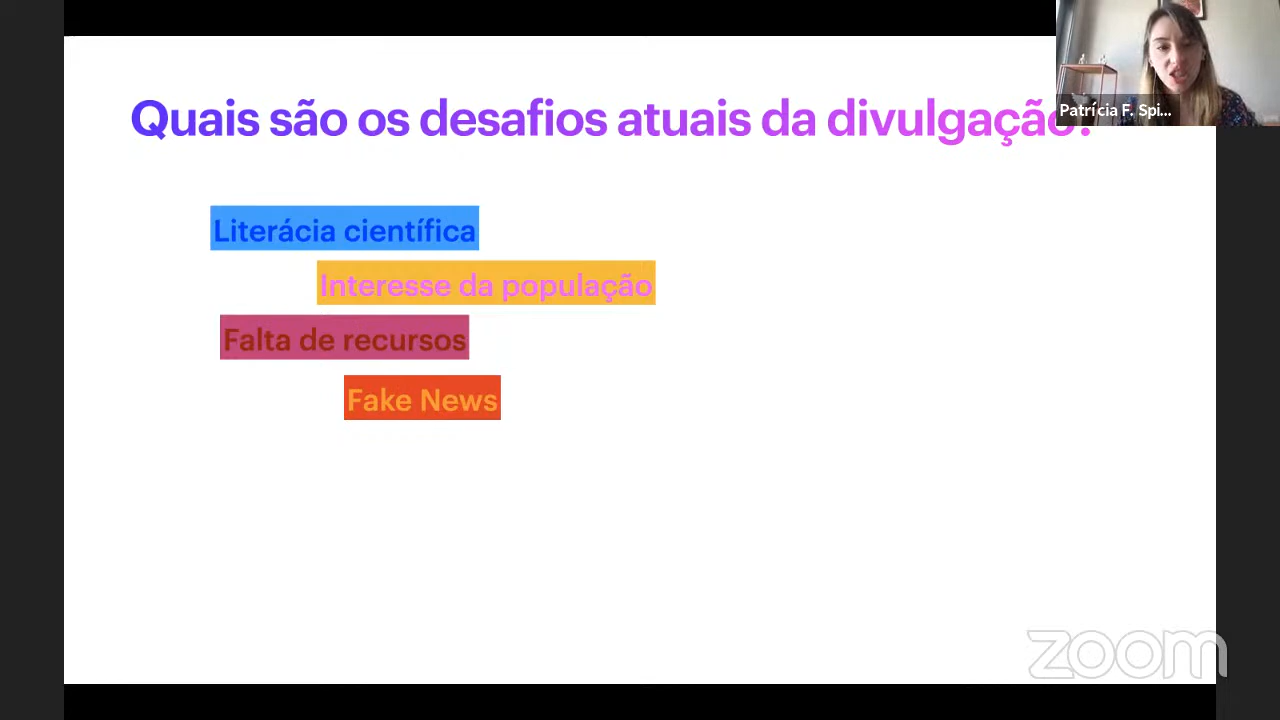 Quais são os desafios atuais da divulgação?
Patrícia F. Spi...
Literácia científica
Interesse da população
Falta de recursos
Fake News
zoom